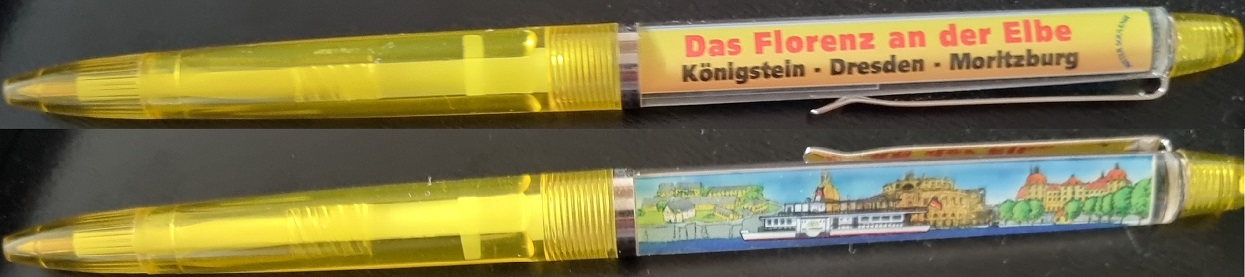 Das Florenz an der Elbe
Königstein · Dresden · Moritzburg